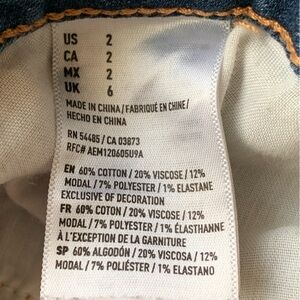 US 2
CA 2
MX 2
UK 6
MADE IN CHINA/FABRIQUÉ EN CHINE/
HECHO EN CHINA
RN 54485/CA 03873
RFC# AEM120605U9A
EN 60% COTTON/20% VISCOSE/12%
MODAL/7% POLYESTER/1% ELASTANE
EXCLUSIVE OF DECORATION
FR 60% COTON/20% VISCOSE/12%
MODAL/7% POLYESTER/1% ÉLASTHANNE
À L'EXCEPTION DE LA GARNITURE
SP 60% ALGODÓN/20% VISCOSA/12%
MODAL/7% POLIÉSTER/1% ELASTANO